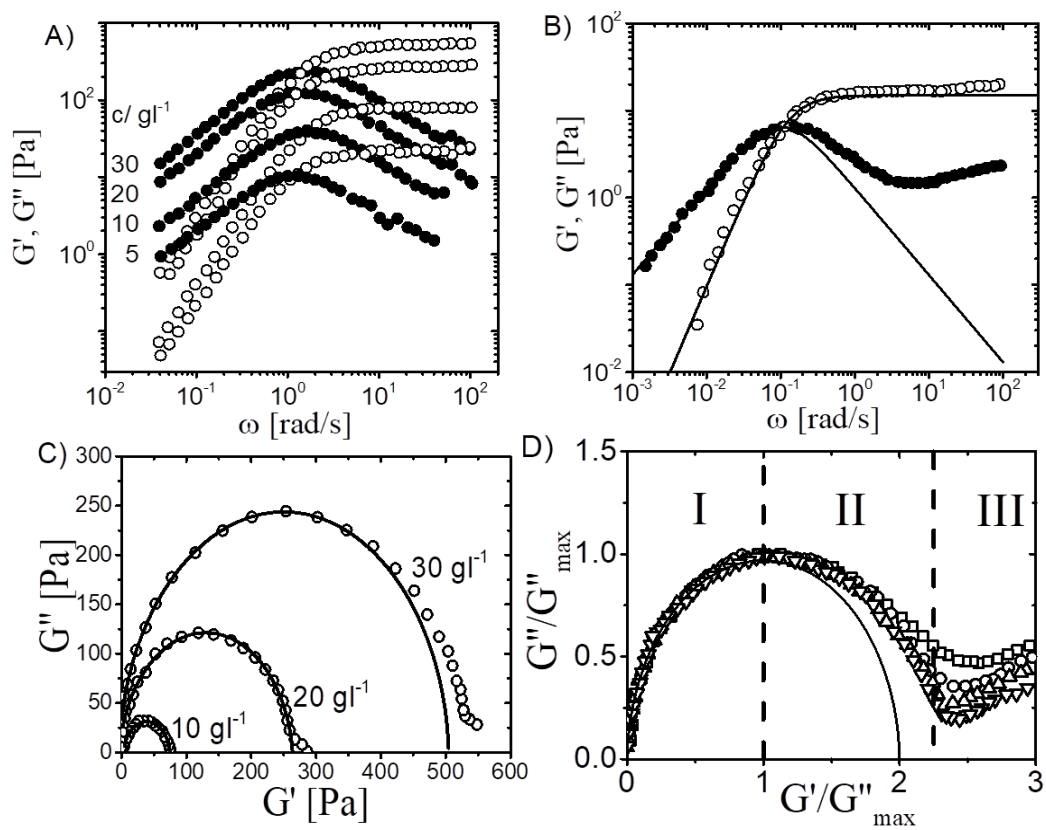 A)
G', G'' [Pa]
10²
10⁰
c/ gl⁻¹
30
20
10
5
10⁻² 10⁻¹ 10⁰ 10¹ 10²
ω [rad/s]
B)
G', G'' [Pa]
10²
10⁰
10⁻²
10⁻³ 10⁻² 10⁻¹ 10⁰ 10¹ 10²
ω [rad/s]
C)
G'' [Pa]
300
250
200
150
100
50
0
30 gl⁻¹
20 gl⁻¹
10 gl⁻¹
0 100 200 300 400 500 600
G' [Pa]
D)
G''/G''max
1.5
1.0
0.5
0.0
I II III
0 1 2 3
G'/G''max